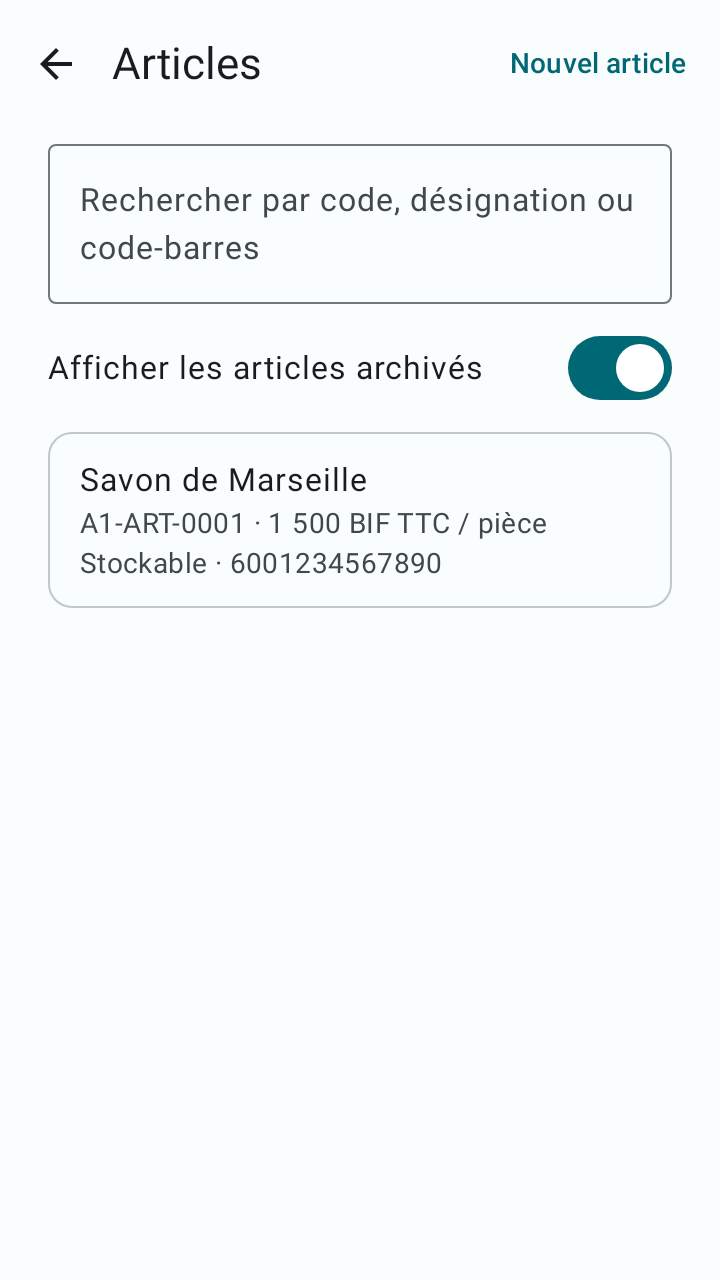 Articles
Nouvel article
Rechercher par code, désignation ou
code-barres
Afficher les articles archivés
Savon de Marseille
A1-ART-0001 · 1 500 BIF TTC / pièce
Stockable · 6001234567890